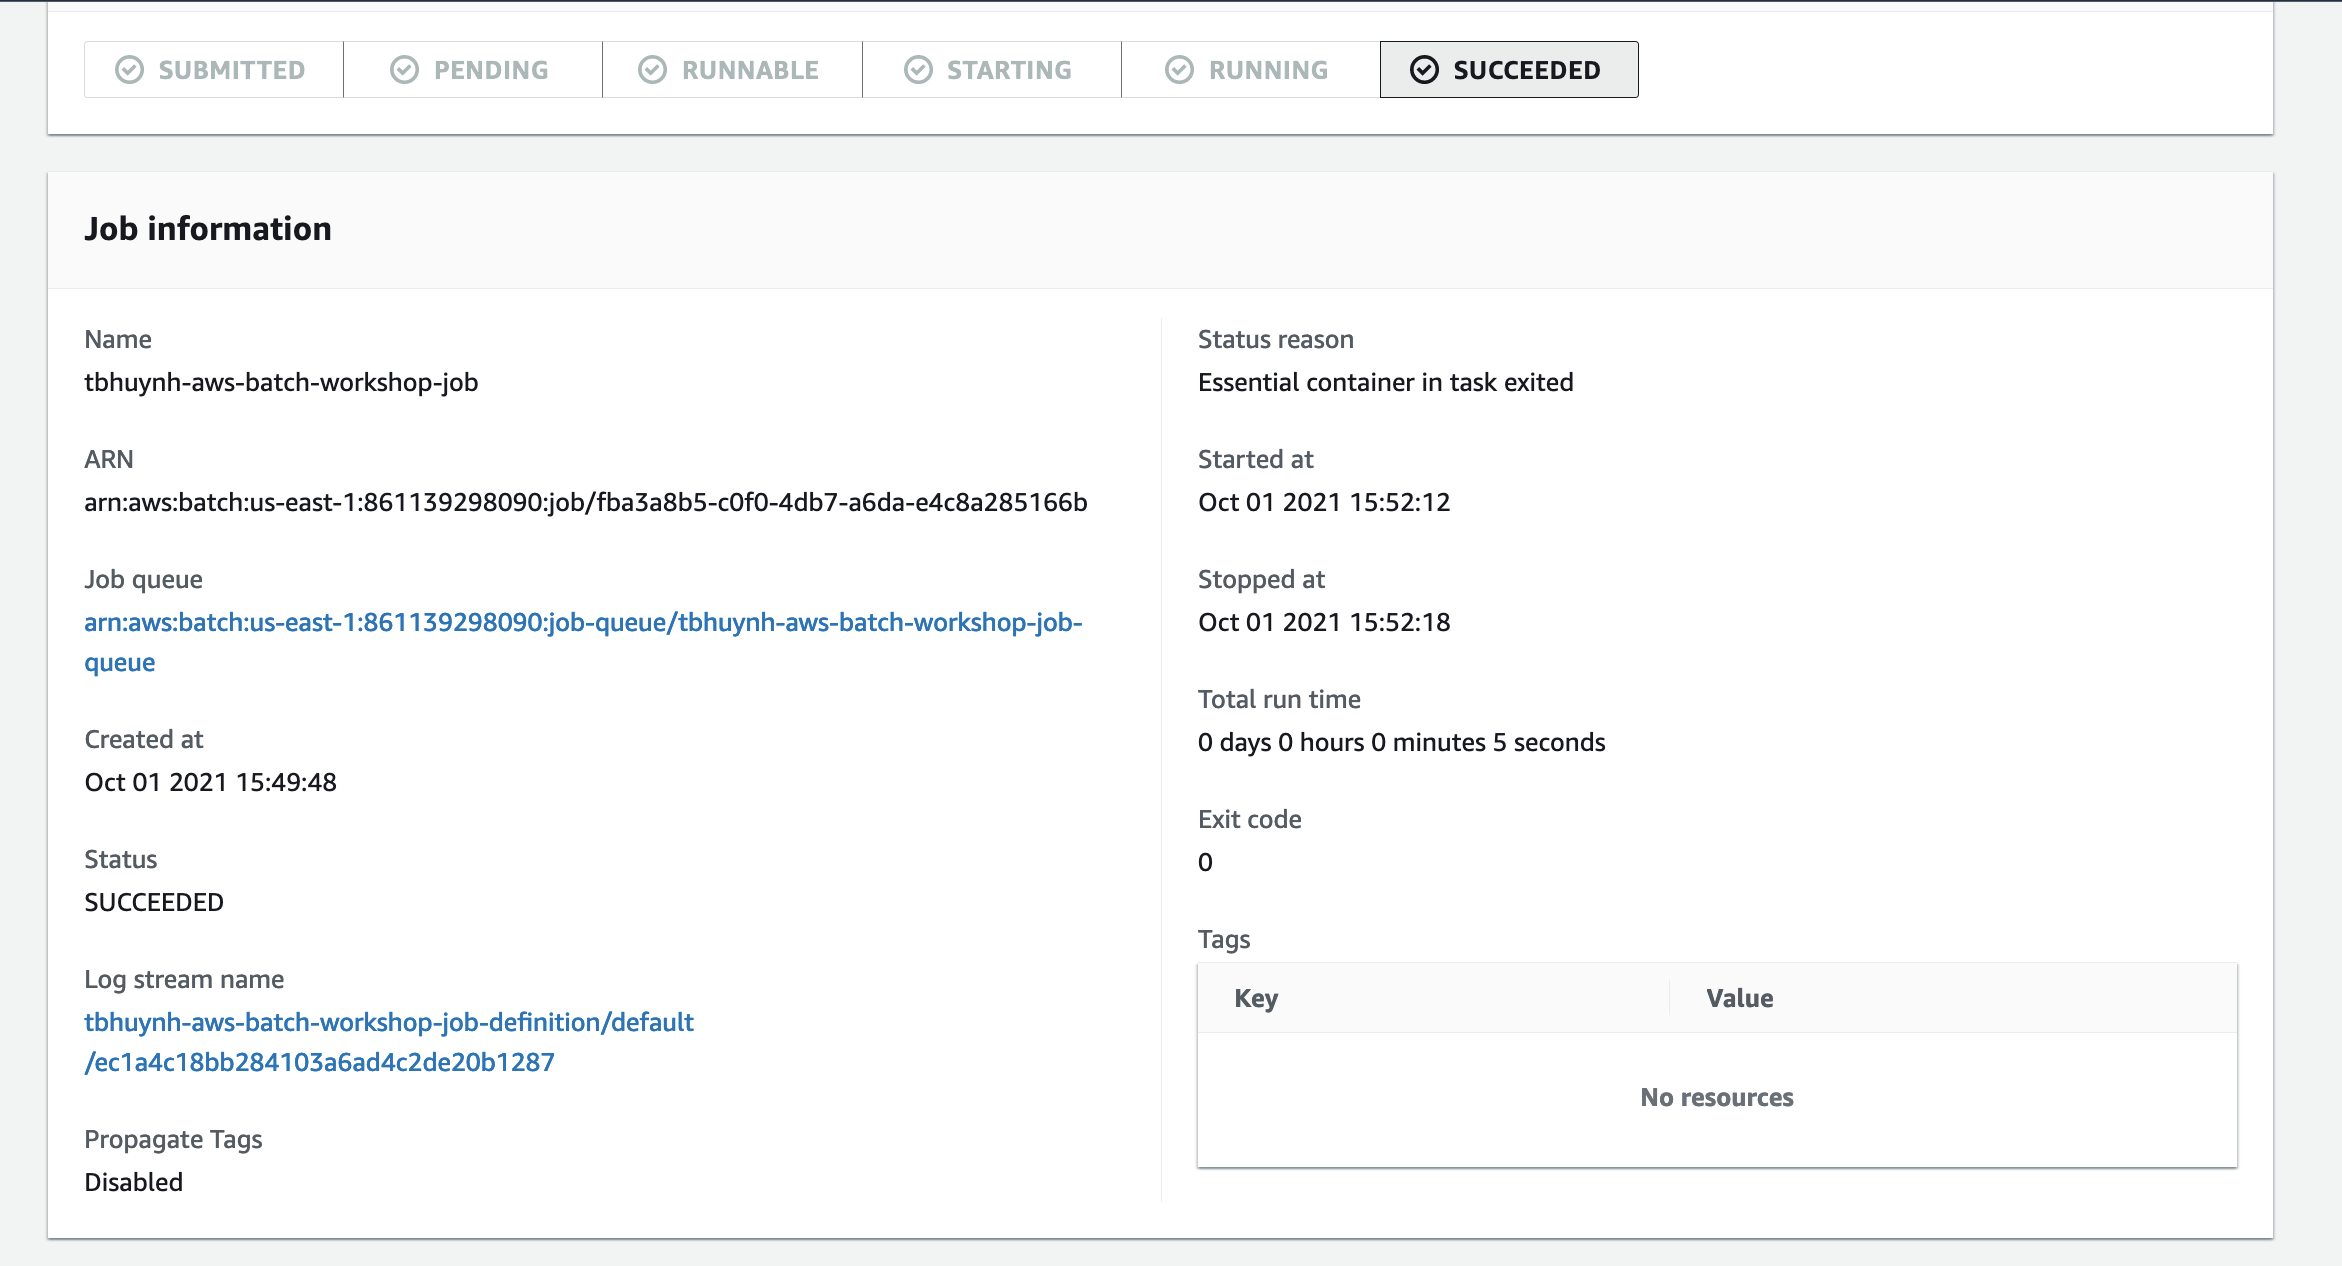 SUBMITTED PENDING RUNNABLE STARTING RUNNING SUCCEEDED
Job information
Name
tbhuynh-aws-batch-workshop-job
ARN
arn:aws:batch:us-east-1:861139298090:job/fba3a8b5-c0f0-4db7-a6da-e4c8a285166b
Job queue
arn:aws:batch:us-east-1:861139298090:job-queue/tbhuynh-aws-batch-workshop-job-
queue
Created at
Oct 01 2021 15:49:48
Status
SUCCEEDED
Log stream name
tbhuynh-aws-batch-workshop-job-definition/default
/ec1a4c18bb284103a6ad4c2de20b1287
Propagate Tags
Disabled
Status reason
Essential container in task exited
Started at
Oct 01 2021 15:52:12
Stopped at
Oct 01 2021 15:52:18
Total run time
0 days 0 hours 0 minutes 5 seconds
Exit code
0
Tags
Key Value
No resources